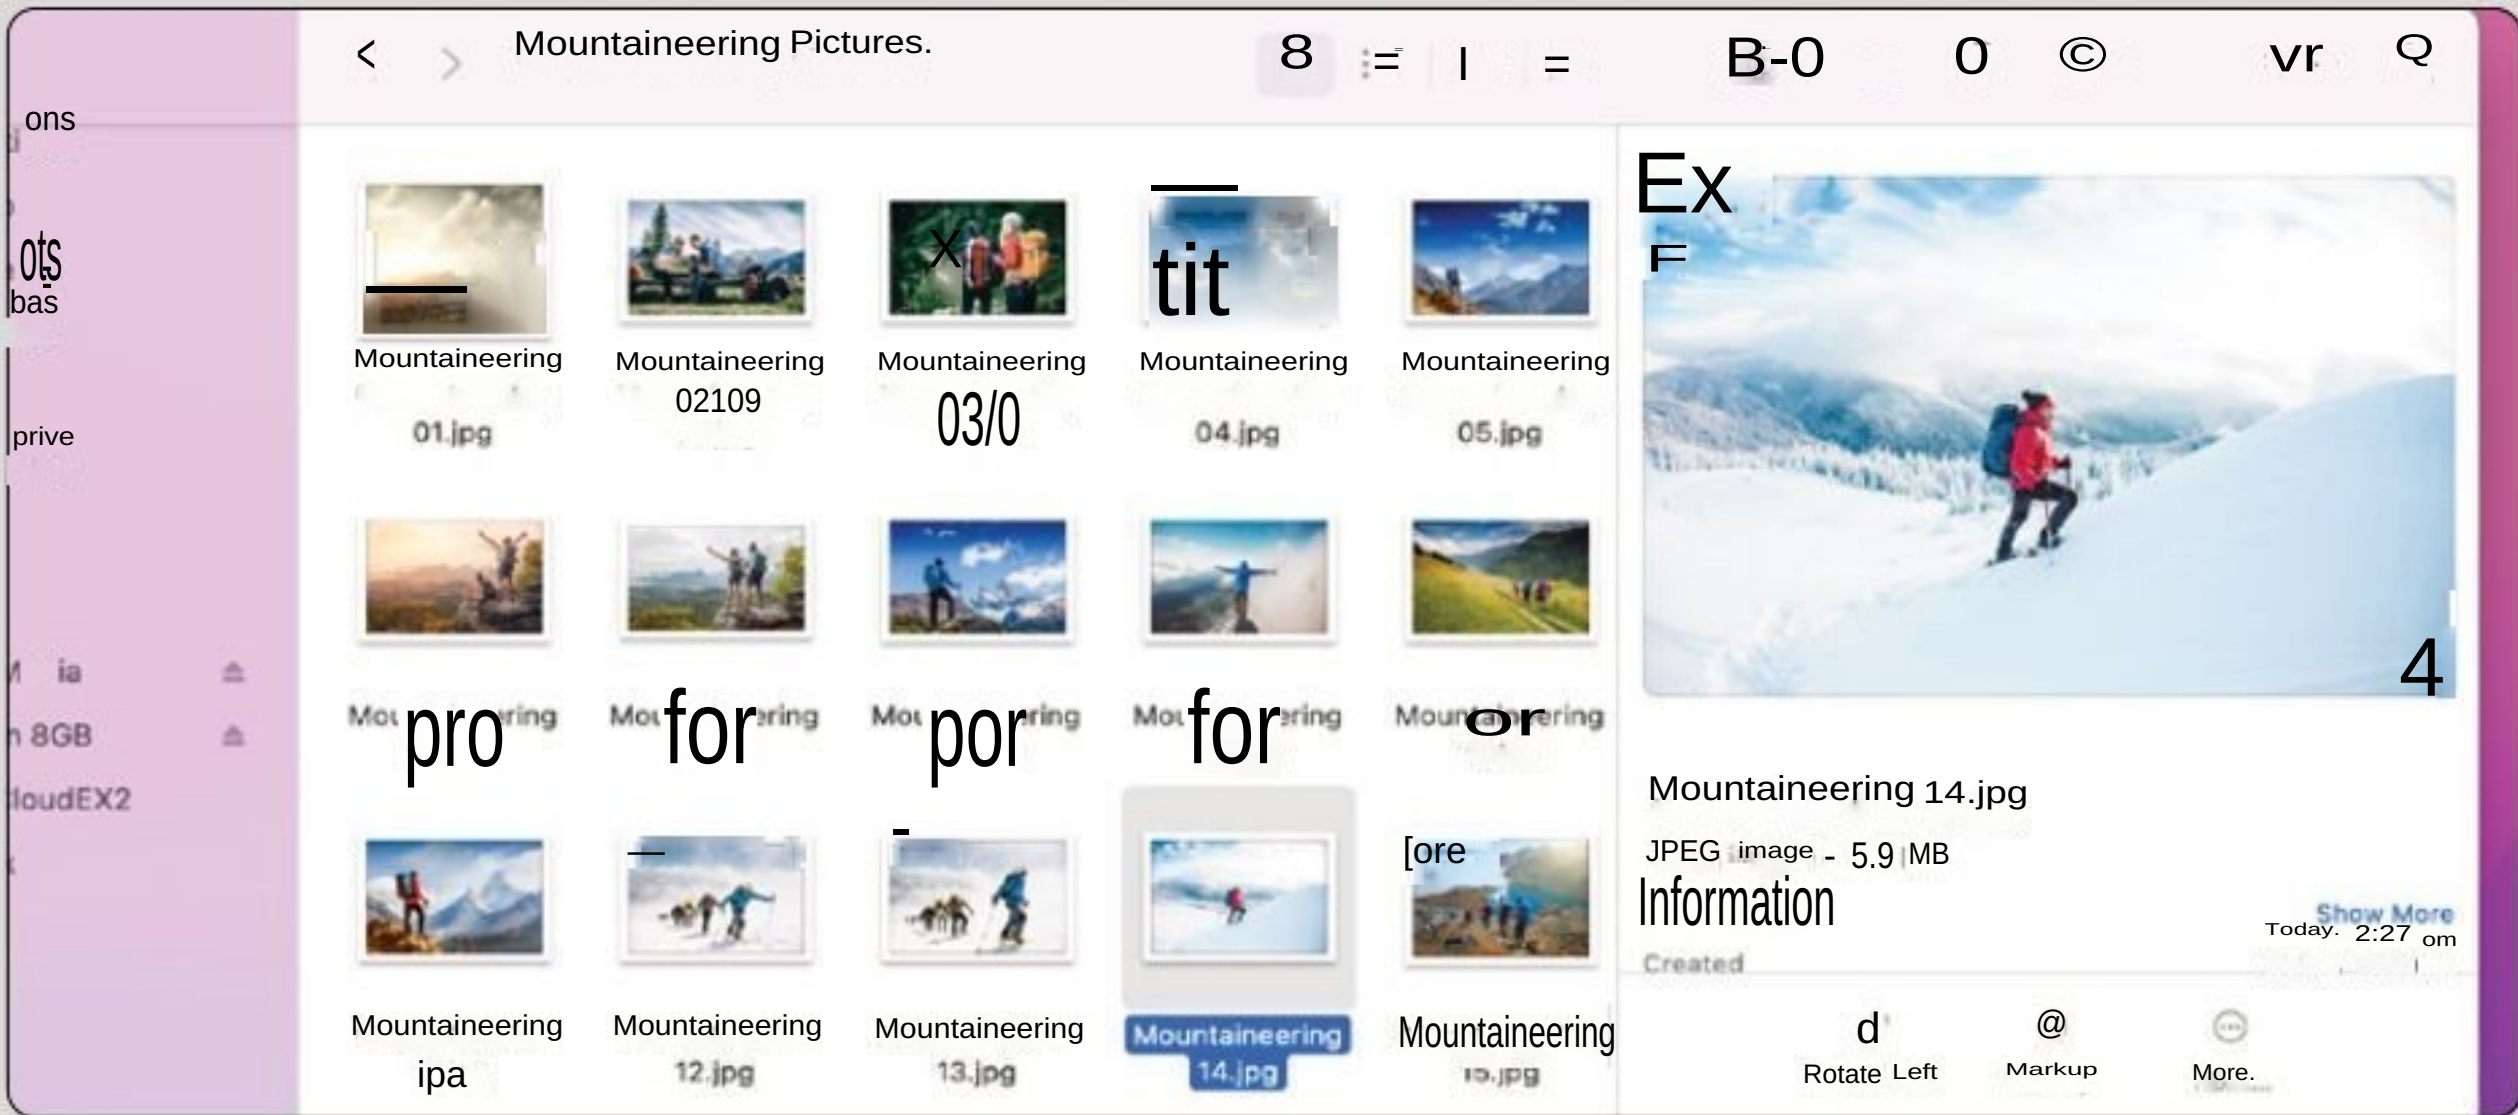 Mountaineering Pictures.
8 := | = B-0 0 © vr Q
ons
ots
bas
prive
ia
8GB
loudEX2
X
tit
Mountaineering Mountaineering Mountaineering Mountaineering Mountaineering
01.jpg 02109 03/0 04.jpg 05.jpg
pro for por for or
[ore
Mountaineering Mountaineering Mountaineering Mountaineering Mountaineering
ipa 12.jpg 13.jpg 14.jpg 15.jpg
Ex
F
4
Mountaineering 14.jpg
JPEG image - 5.9 MB
Information
Show More
Created Today. 2:27 om
d @
Rotate Left Markup More.